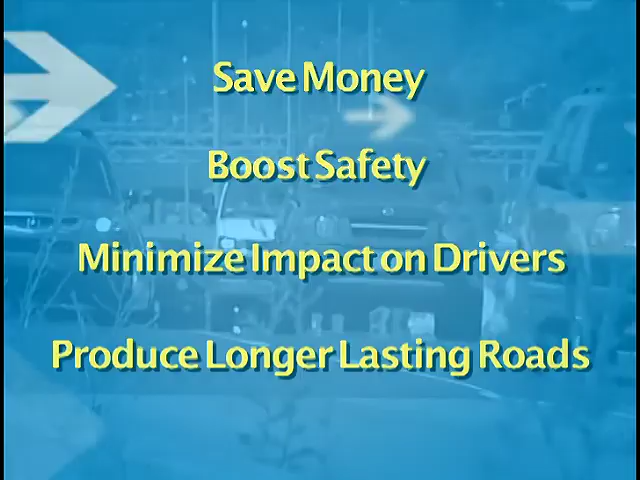 Save Money
Boost Safety
Minimize Impact on Drivers
Produce Longer Lasting Roads